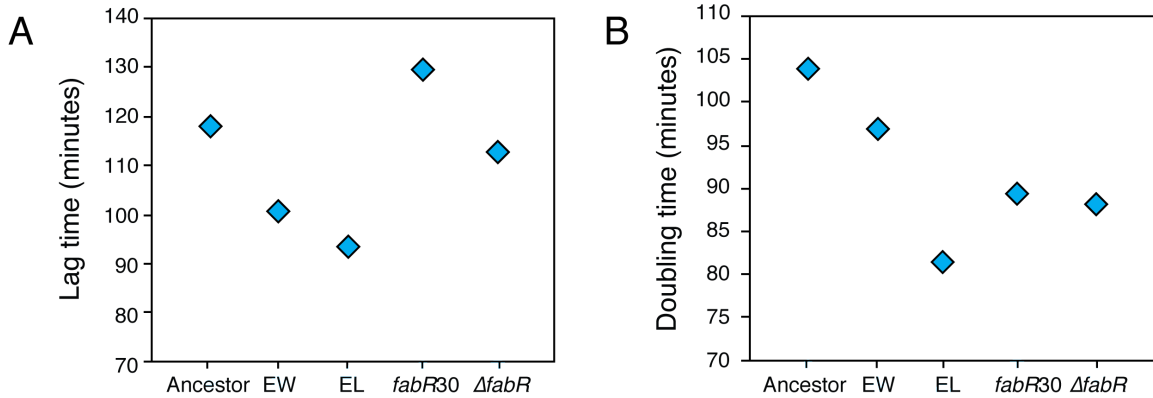 A
Lag time (minutes)
140
130
120
110
100
90
80
70
Ancestor EW EL fabR30 ΔfabR
B
Doubling time (minutes)
110
105
100
95
90
85
80
75
70
Ancestor EW EL fabR30 ΔfabR